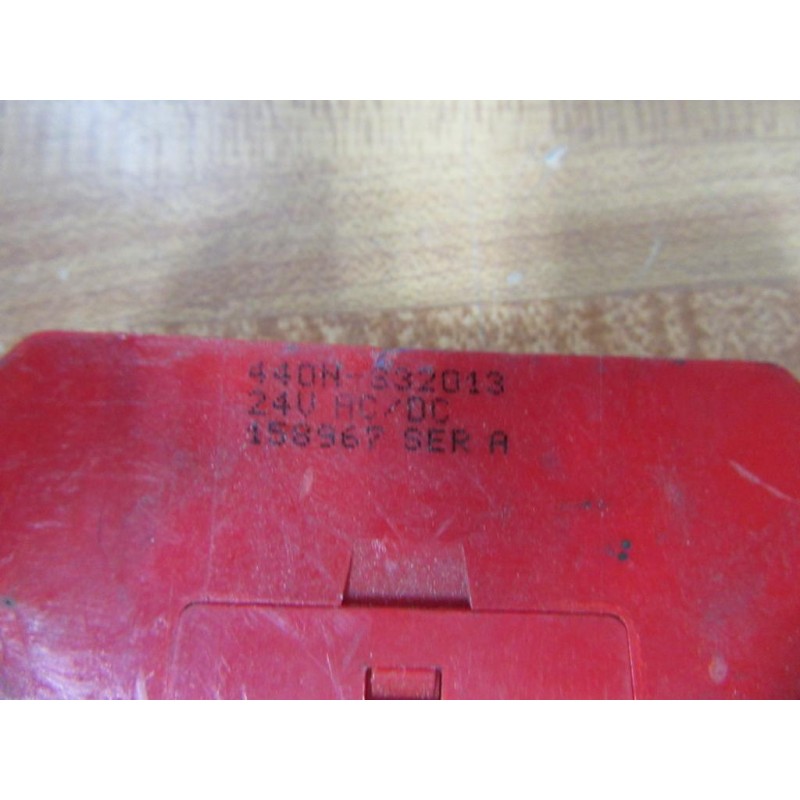 440N-S32013
24V AC/DC
158967 SER A